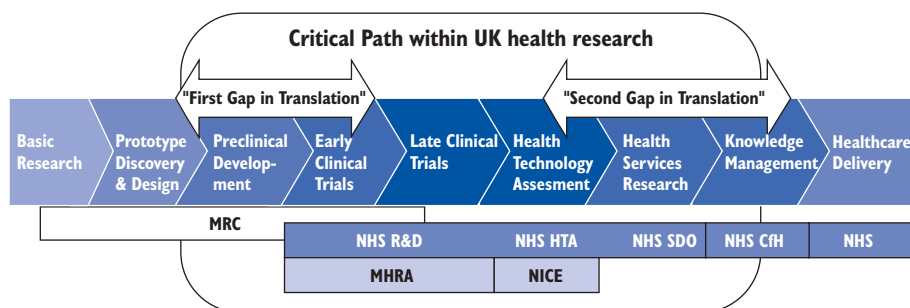 Critical Path within UK health research
"First Gap in Translation"
"Second Gap in Translation"
Basic
Research
Prototype
Discovery
& Design
Preclinical
Develop-
ment
Early
Clinical
Trials
Late Clinical
Trials
Health
Technology
Assesment
Health
Services
Research
Knowledge
Management
Healthcare
Delivery
MRC
NHS R&D
NHS HTA
NHS SDO
NHS CfH
NHS
MHRA
NICE